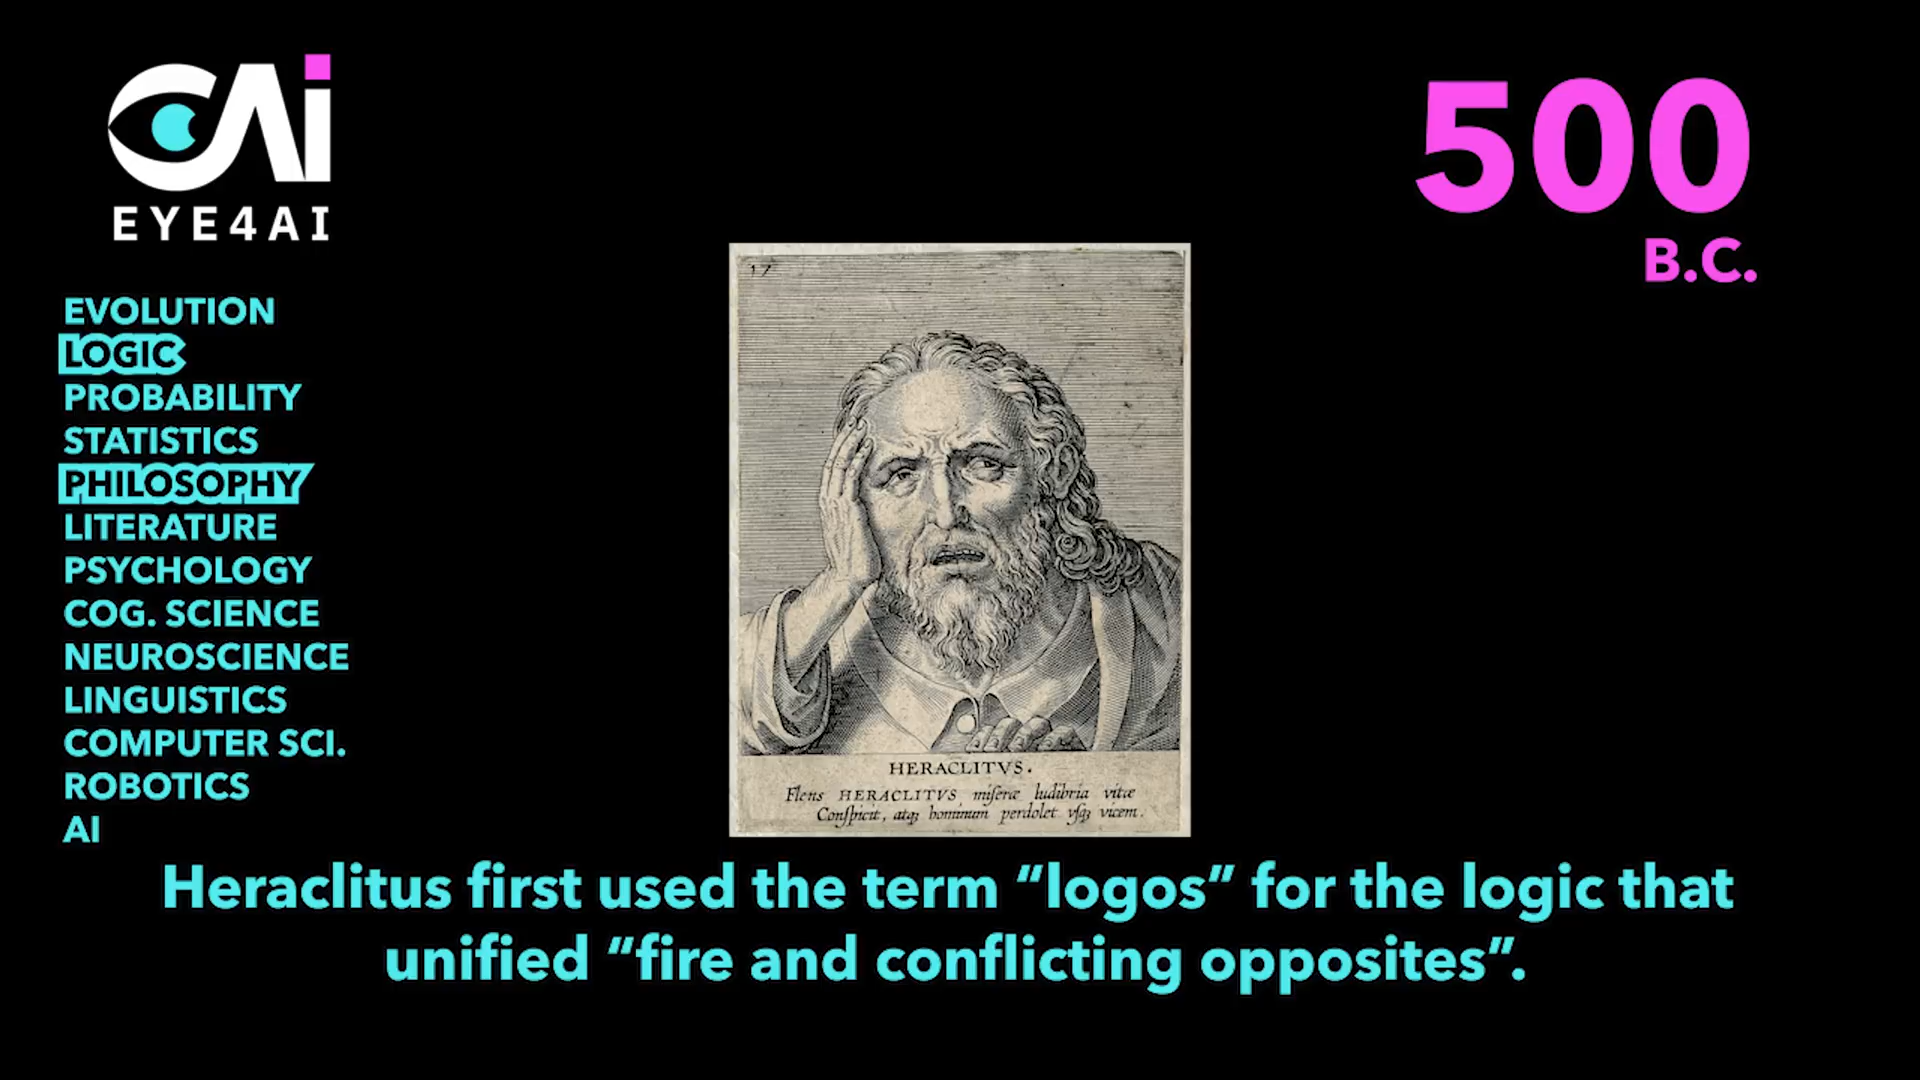 CAi
EYE4AI
500
B.C.
EVOLUTION
LOGIC
PROBABILITY
STATISTICS
PHILOSOPHY
LITERATURE
PSYCHOLOGY
COG. SCIENCE
NEUROSCIENCE
LINGUISTICS
COMPUTER SCI.
ROBOTICS
AI
17
HERACLITVS.
Flens HERACLITVS, miſeræ ludibria vitæ
Conſpicit, atq; hominum perdolet vſq; vicem.
Heraclitus first used the term “logos” for the logic that
unified “fire and conflicting opposites”.